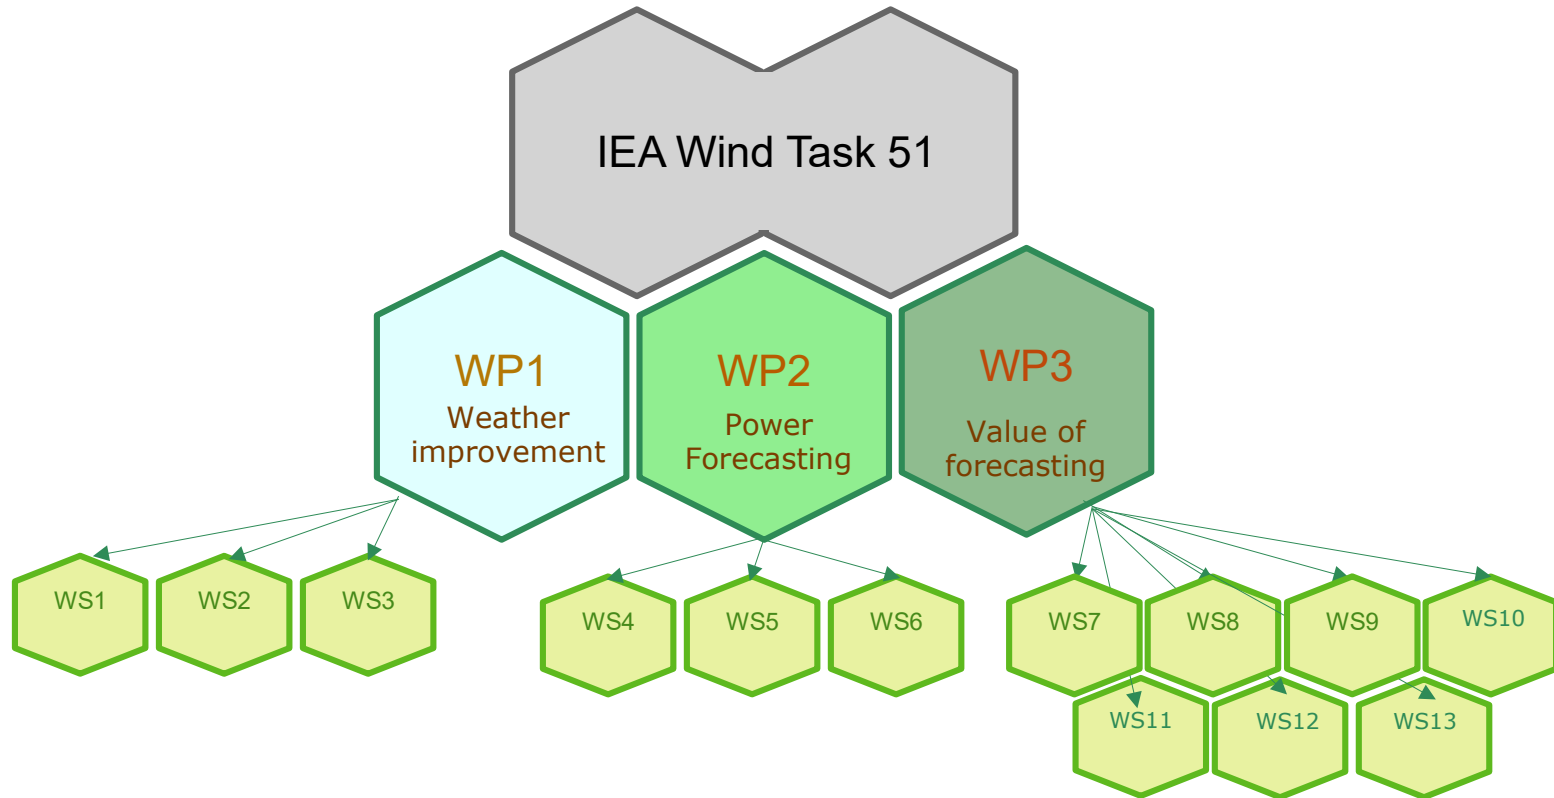 IEA Wind Task 51
WP1
Weather
improvement
WP2
Power
Forecasting
WP3
Value of
forecasting
WS1
WS2
WS3
WS4
WS5
WS6
WS7
WS8
WS9
WS10
WS11
WS12
WS13